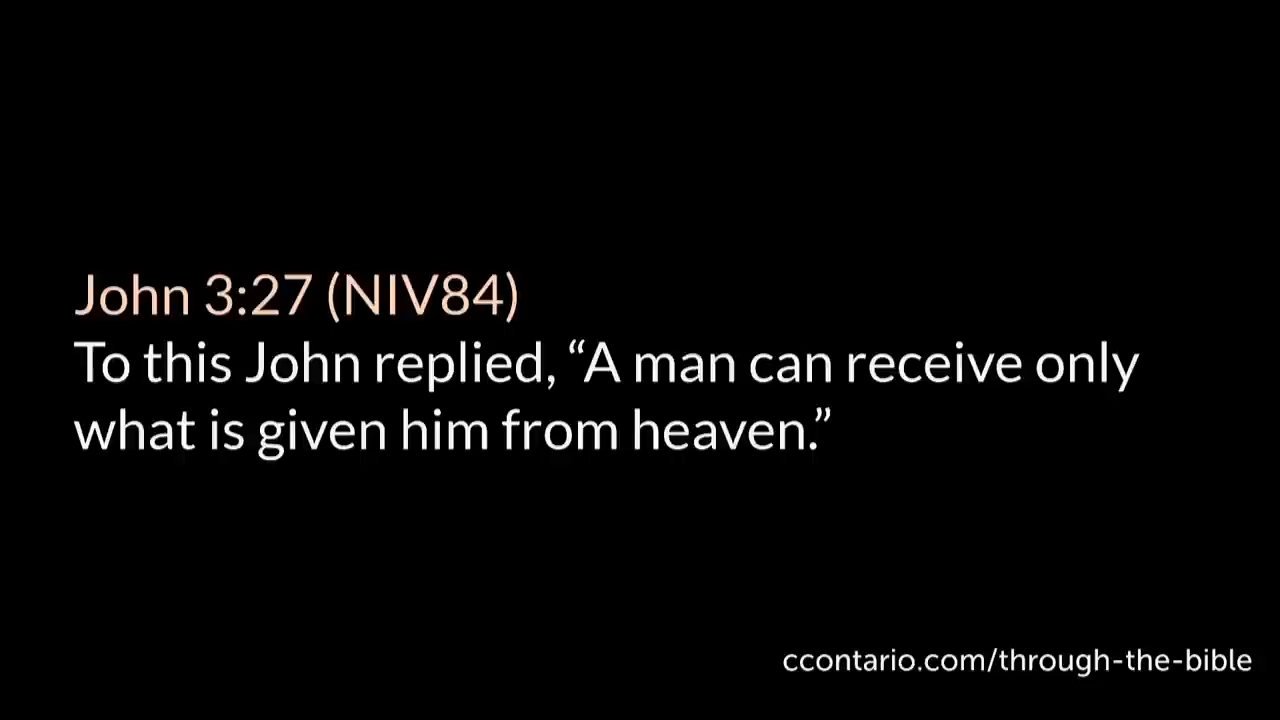 John 3:27 (NIV84)
To this John replied, “A man can receive only
what is given him from heaven.”
ccontario.com/through-the-bible